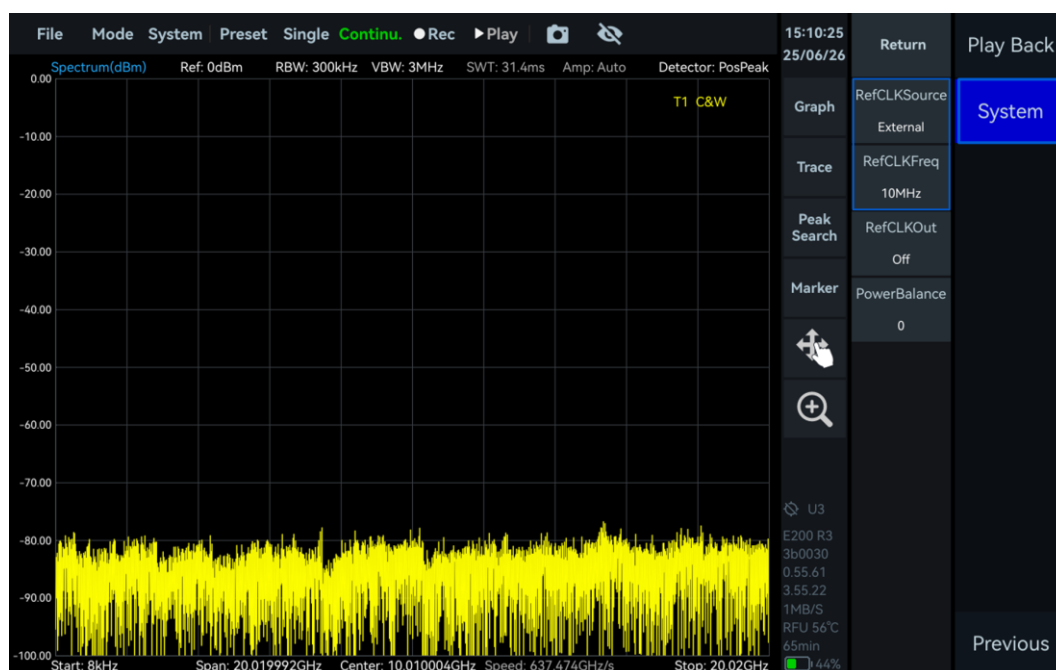 File Mode System Preset Single Continu. Rec Play
Spectrum(dBm) Ref: 0dBm RBW: 300kHz VBW: 3MHz SWT: 31.4ms Amp: Auto Detector: PosPeak
T1 C&W
0.00
-10.00
-20.00
-30.00
-40.00
-50.00
-60.00
-70.00
-80.00
-90.00
-100.00
Start: 8kHz Span: 20.019992GHz Center: 10.010004GHz Speed: 637.474GHz/s Stop: 20.02GHz
15:10:25
25/06/26
Graph
Trace
Peak
Search
Marker
U3
E200 R3
3b0030
0.55.61
3.55.22
1MB/S
RFU 56℃
65min
44%
Return
RefCLKSource
External
RefCLKFreq
10MHz
RefCLKOut
Off
PowerBalance
0
Play Back
System
Previous